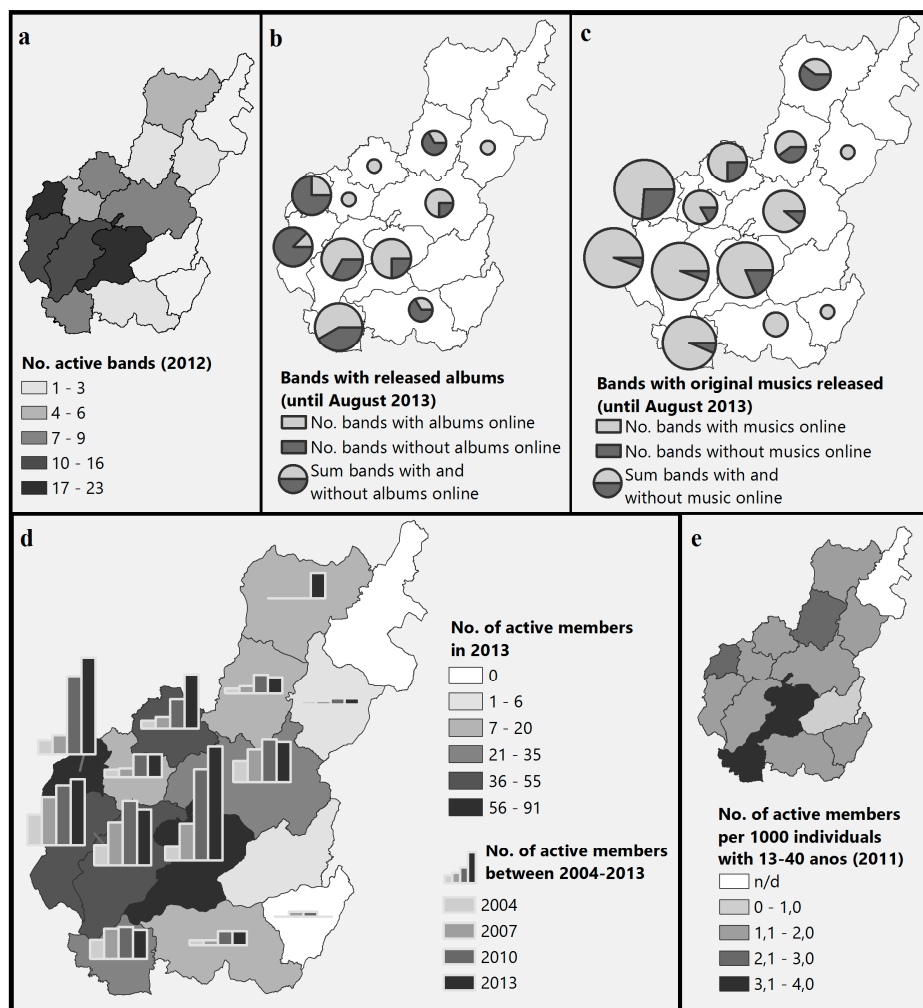 a
No. active bands (2012)
1 - 3
4 - 6
7 - 9
10 - 16
17 - 23
b
Bands with released albums
(until August 2013)
No. bands with albums online
No. bands without albums online
Sum bands with and
without albums online
c
Bands with original musics released
(until August 2013)
No. bands with musics online
No. bands without musics online
Sum bands with and
without music online
d
No. of active members
in 2013
0
1 - 6
7 - 20
21 - 35
36 - 55
56 - 91
No. of active members
between 2004-2013
2004
2007
2010
2013
e
No. of active members
per 1000 individuals
with 13-40 anos (2011)
n/d
0 - 1,0
1,1 - 2,0
2,1 - 3,0
3,1 - 4,0